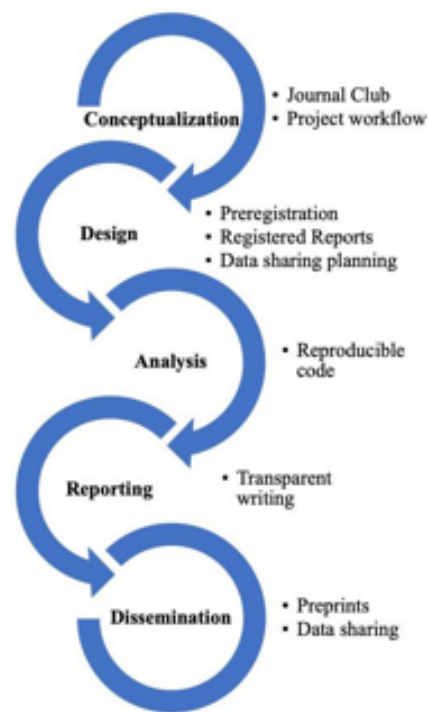 • Journal Club
Conceptualization
• Project workflow
• Preregistration
Design
• Registered Reports
• Data sharing planning
Analysis
• Reproducible
code
Reporting
• Transparent
writing
• Preprints
Dissemination
• Data sharing